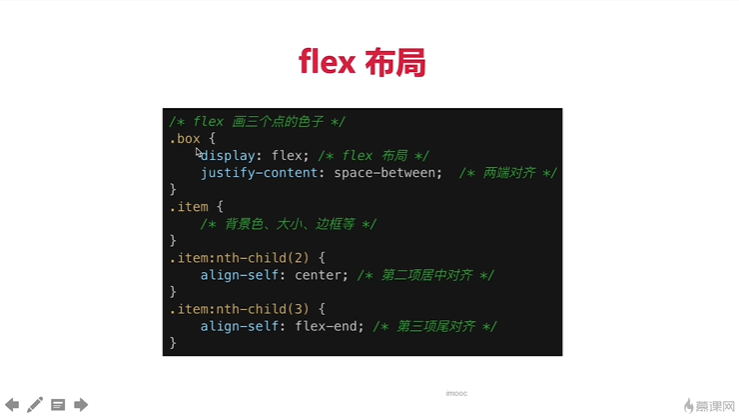 flex 布局
/* flex 画三个点的色子 */
.box {
display: flex; /* flex 布局 */
justify-content: space-between; /* 两端对齐 */
}
.item {
/* 背景色、大小、边框等 */
}
.item:nth-child(2) {
align-self: center; /* 第二项居中对齐 */
}
.item:nth-child(3) {
align-self: flex-end; /* 第三项尾对齐 */
}
imooc
慕课网